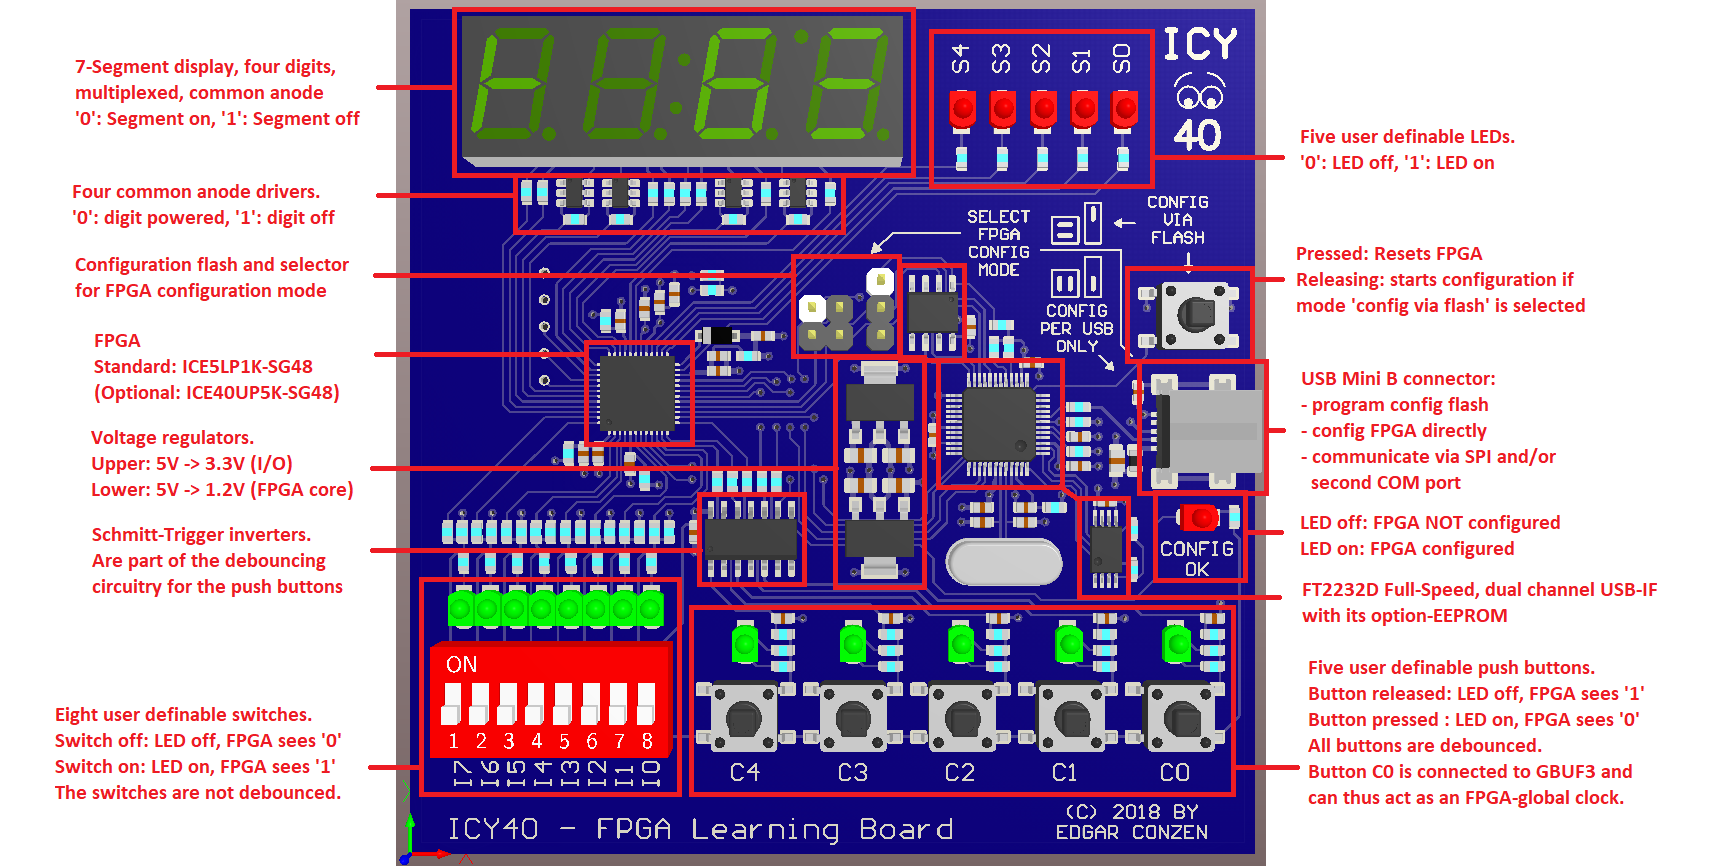 7-Segment display, four digits,
multiplexed, common anode
'0': Segment on, '1': Segment off
Four common anode drivers.
'0': digit powered, '1': digit off
Configuration flash and selector
for FPGA configuration mode
FPGA
Standard: ICE5LP1K-SG48
(Optional: ICE40UP5K-SG48)
Voltage regulators.
Upper: 5V -> 3.3V (I/O)
Lower: 5V -> 1.2V (FPGA core)
Schmitt-Trigger inverters.
Are part of the debouncing
circuitry for the push buttons
Eight user definable switches.
Switch off: LED off, FPGA sees '0'
Switch on: LED on, FPGA sees '1'
The switches are not debounced.
S4 S3 S2 S1 S0
ICY
40
SELECT
FPGA
CONFIG
MODE
CONFIG
VIA
FLASH
CONFIG
PER USB
ONLY
CONFIG
OK
ON
1 2 3 4 5 6 7 8
I7 I6 I5 I4 I3 I2 I1 I0
C4 C3 C2 C1 C0
ICY40 - FPGA Learning Board
(C) 2018 BY
EDGAR CONZEN
Y
X
Five user definable LEDs.
'0': LED off, '1': LED on
Pressed: Resets FPGA
Releasing: starts configuration if
mode 'config via flash' is selected
USB Mini B connector:
- program config flash
- config FPGA directly
- communicate via SPI and/or
second COM port
LED off: FPGA NOT configured
LED on: FPGA configured
FT2232D Full-Speed, dual channel USB-IF
with its option-EEPROM
Five user definable push buttons.
Button released: LED off, FPGA sees '1'
Button pressed : LED on, FPGA sees '0'
All buttons are debounced.
Button C0 is connected to GBUF3 and
can thus act as an FPGA-global clock.